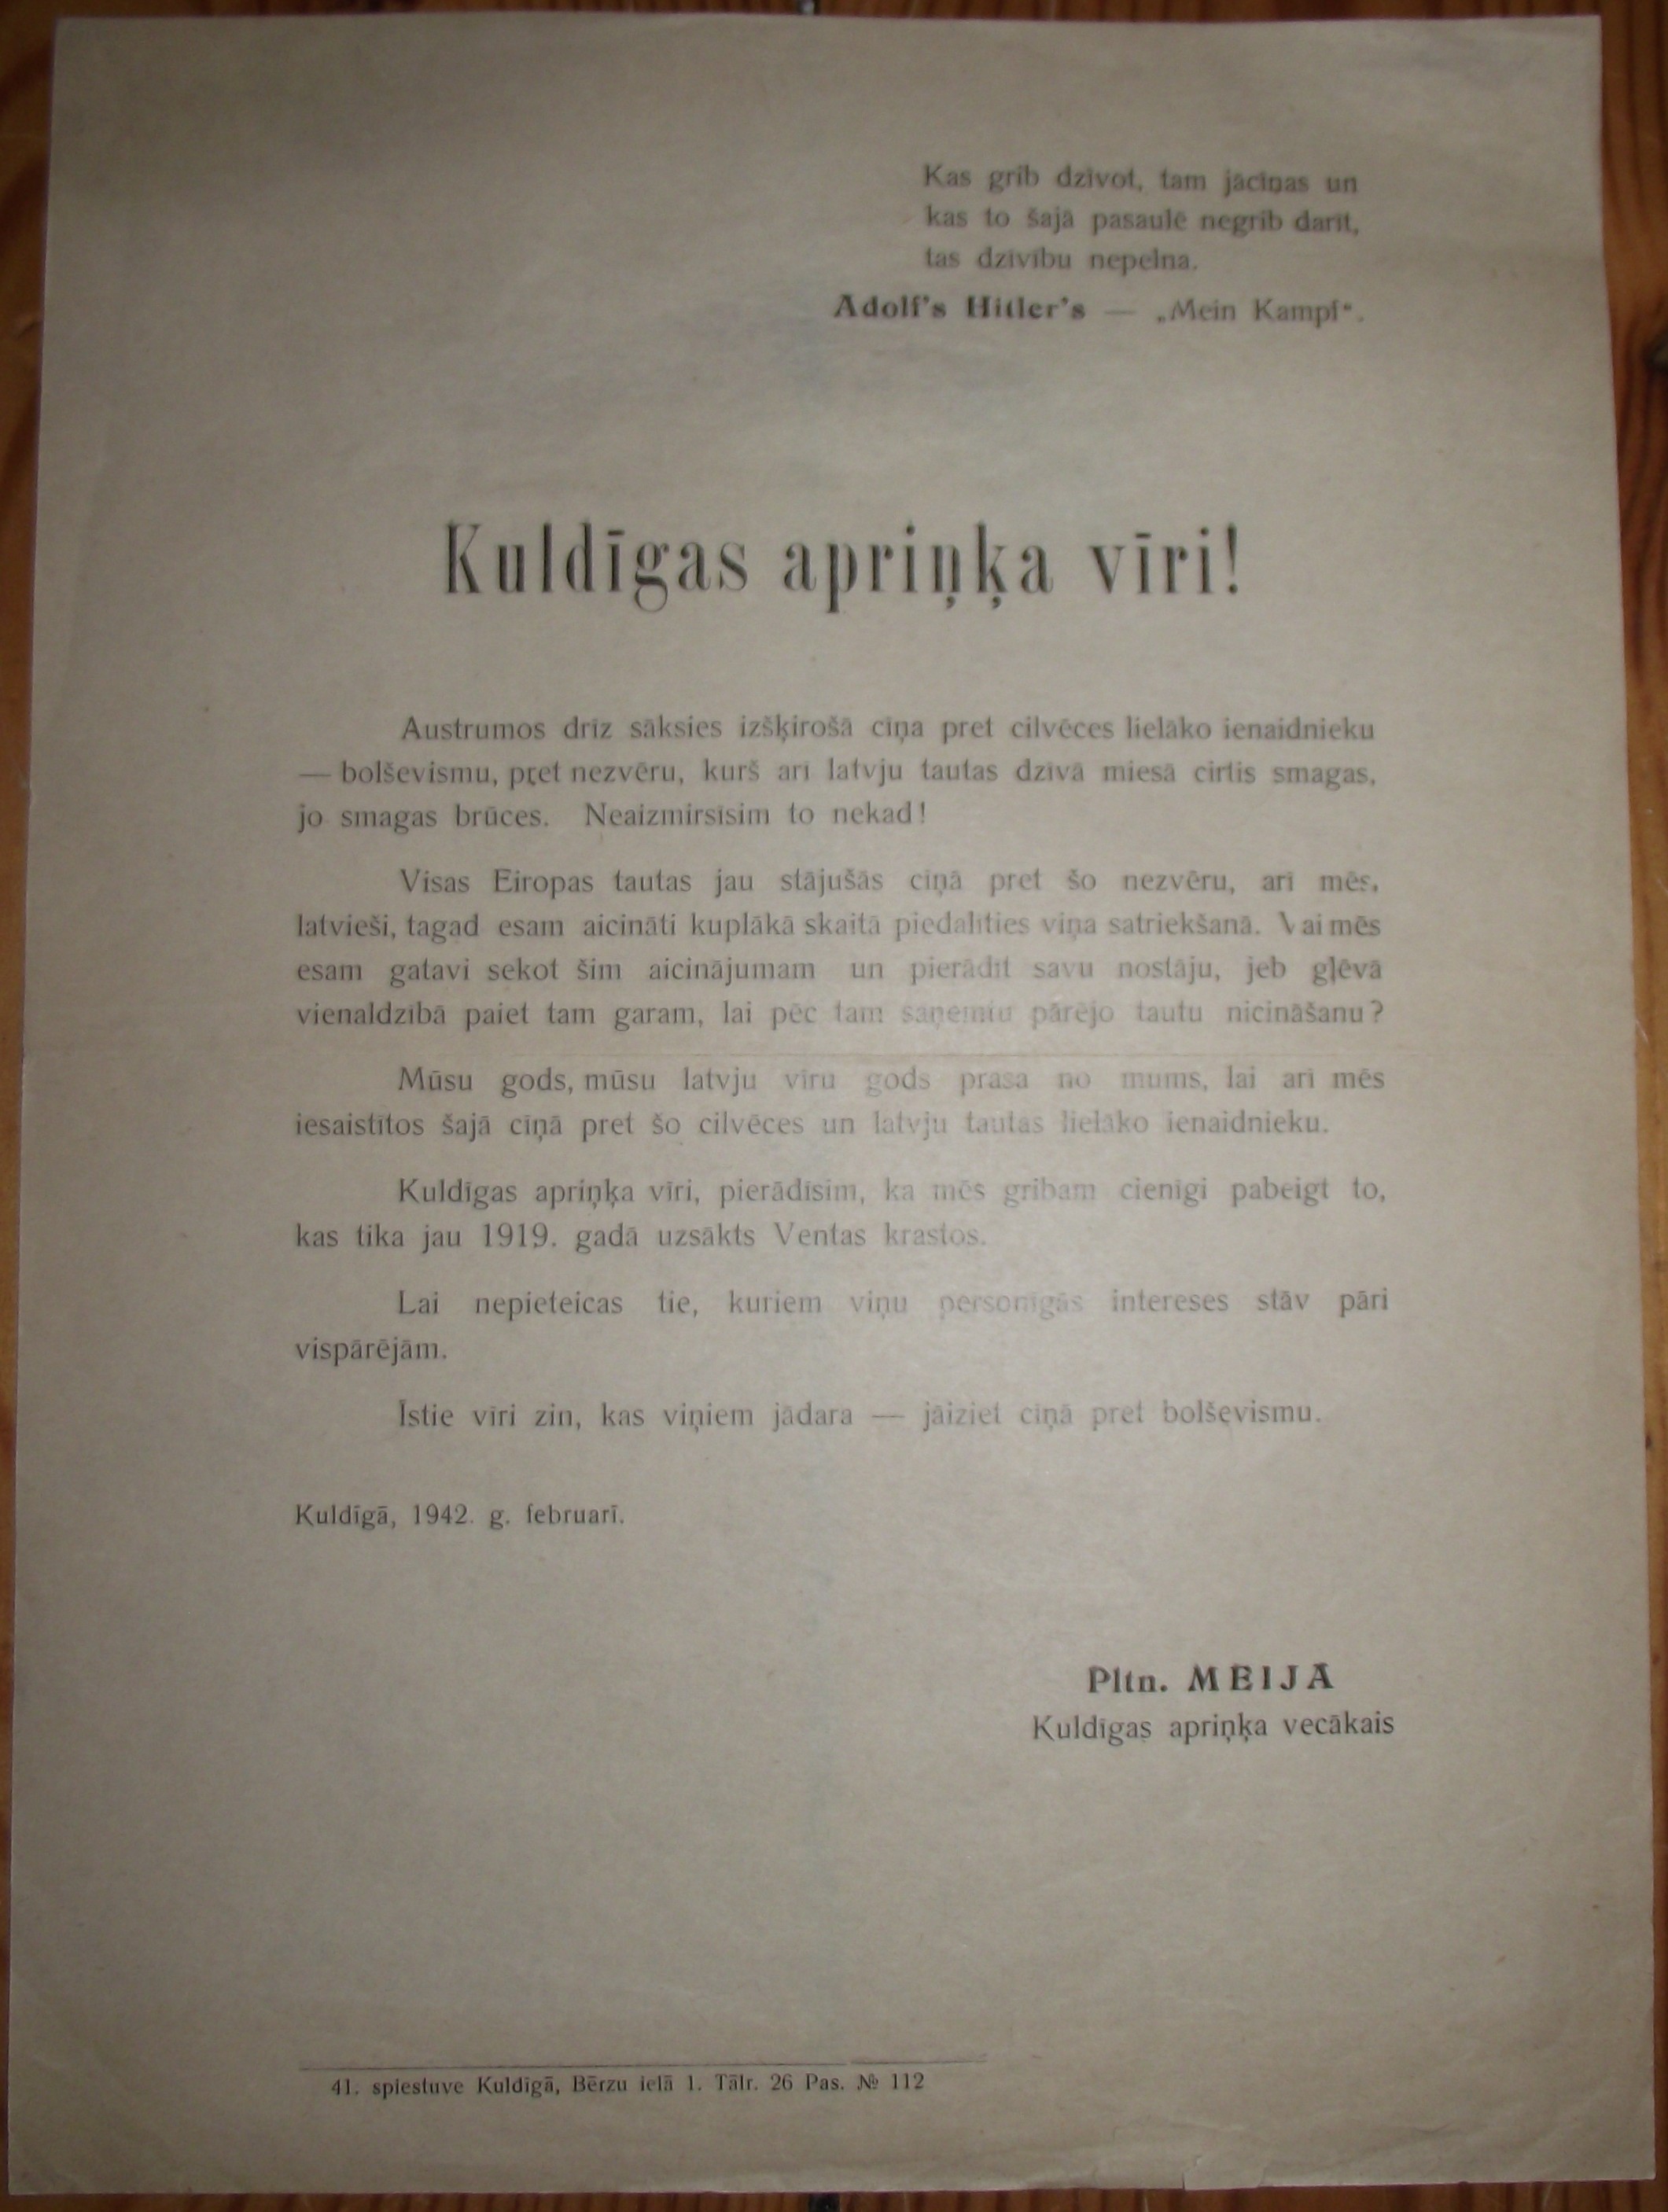 Kas grib dzīvot, tam jācīņas un
kas to šajā pasaulē negrib darīt,
tas dzīvību nepelna.
Adolf's Hitler's — „Mein Kampf“.
Kuldīgas apriņķa vīri!
Austrumos drīz sāksies izšķirošā cīņa pret cilvēces lielāko ienaidnieku
— bolševismu, pret nezvēru, kurš arī latvju tautas dzīvā miesā cirtis smagas,
jo smagas brūces. Neaizmirsīsim to nekad!
Visas Eiropas tautas jau stājušās cīņā pret šo nezvēru, arī mēs,
latvieši, tagad esam aicināti kuplākā skaitā piedalīties viņa satriekšanā. Vai mēs
esam gatavi sekot šim aicinājumam un pierādīt savu nostāju, jeb gļēvā
vienaldzībā paiet tam garam, lai pēc tam saņemtu pārējo tautu nicināšanu?
Mūsu gods, mūsu latvju vīru gods prasa no mums, lai arī mēs
iesaistītos šajā cīņā pret šo cilvēces un latvju tautas lielāko ienaidnieku.
Kuldīgas apriņķa vīri, pierādīsim, ka mēs gribam cienīgi pabeigt to,
kas tika jau 1919. gadā uzsākts Ventas krastos.
Lai nepieteicas tie, kuriem viņu personīgās intereses stāv pāri
vispārējām.
Īstie vīri zin, kas viņiem jādara — jāiziet cīņā pret bolševismu.
Kuldīgā, 1942. g. februarī.
Pltn. MEIJA
Kuldīgas apriņķa vecākais
41. spiestuve Kuldīgā, Bērzu ielā 1. Tālr. 26 Pas. № 112